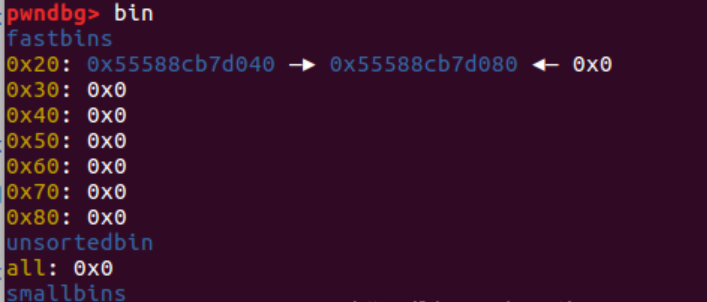 pwndbg> bin
fastbins
0x20: 0x55588cb7d040 —▸ 0x55588cb7d080 ◂— 0x0
0x30: 0x0
0x40: 0x0
0x50: 0x0
0x60: 0x0
0x70: 0x0
0x80: 0x0
unsortedbin
all: 0x0
smallbins